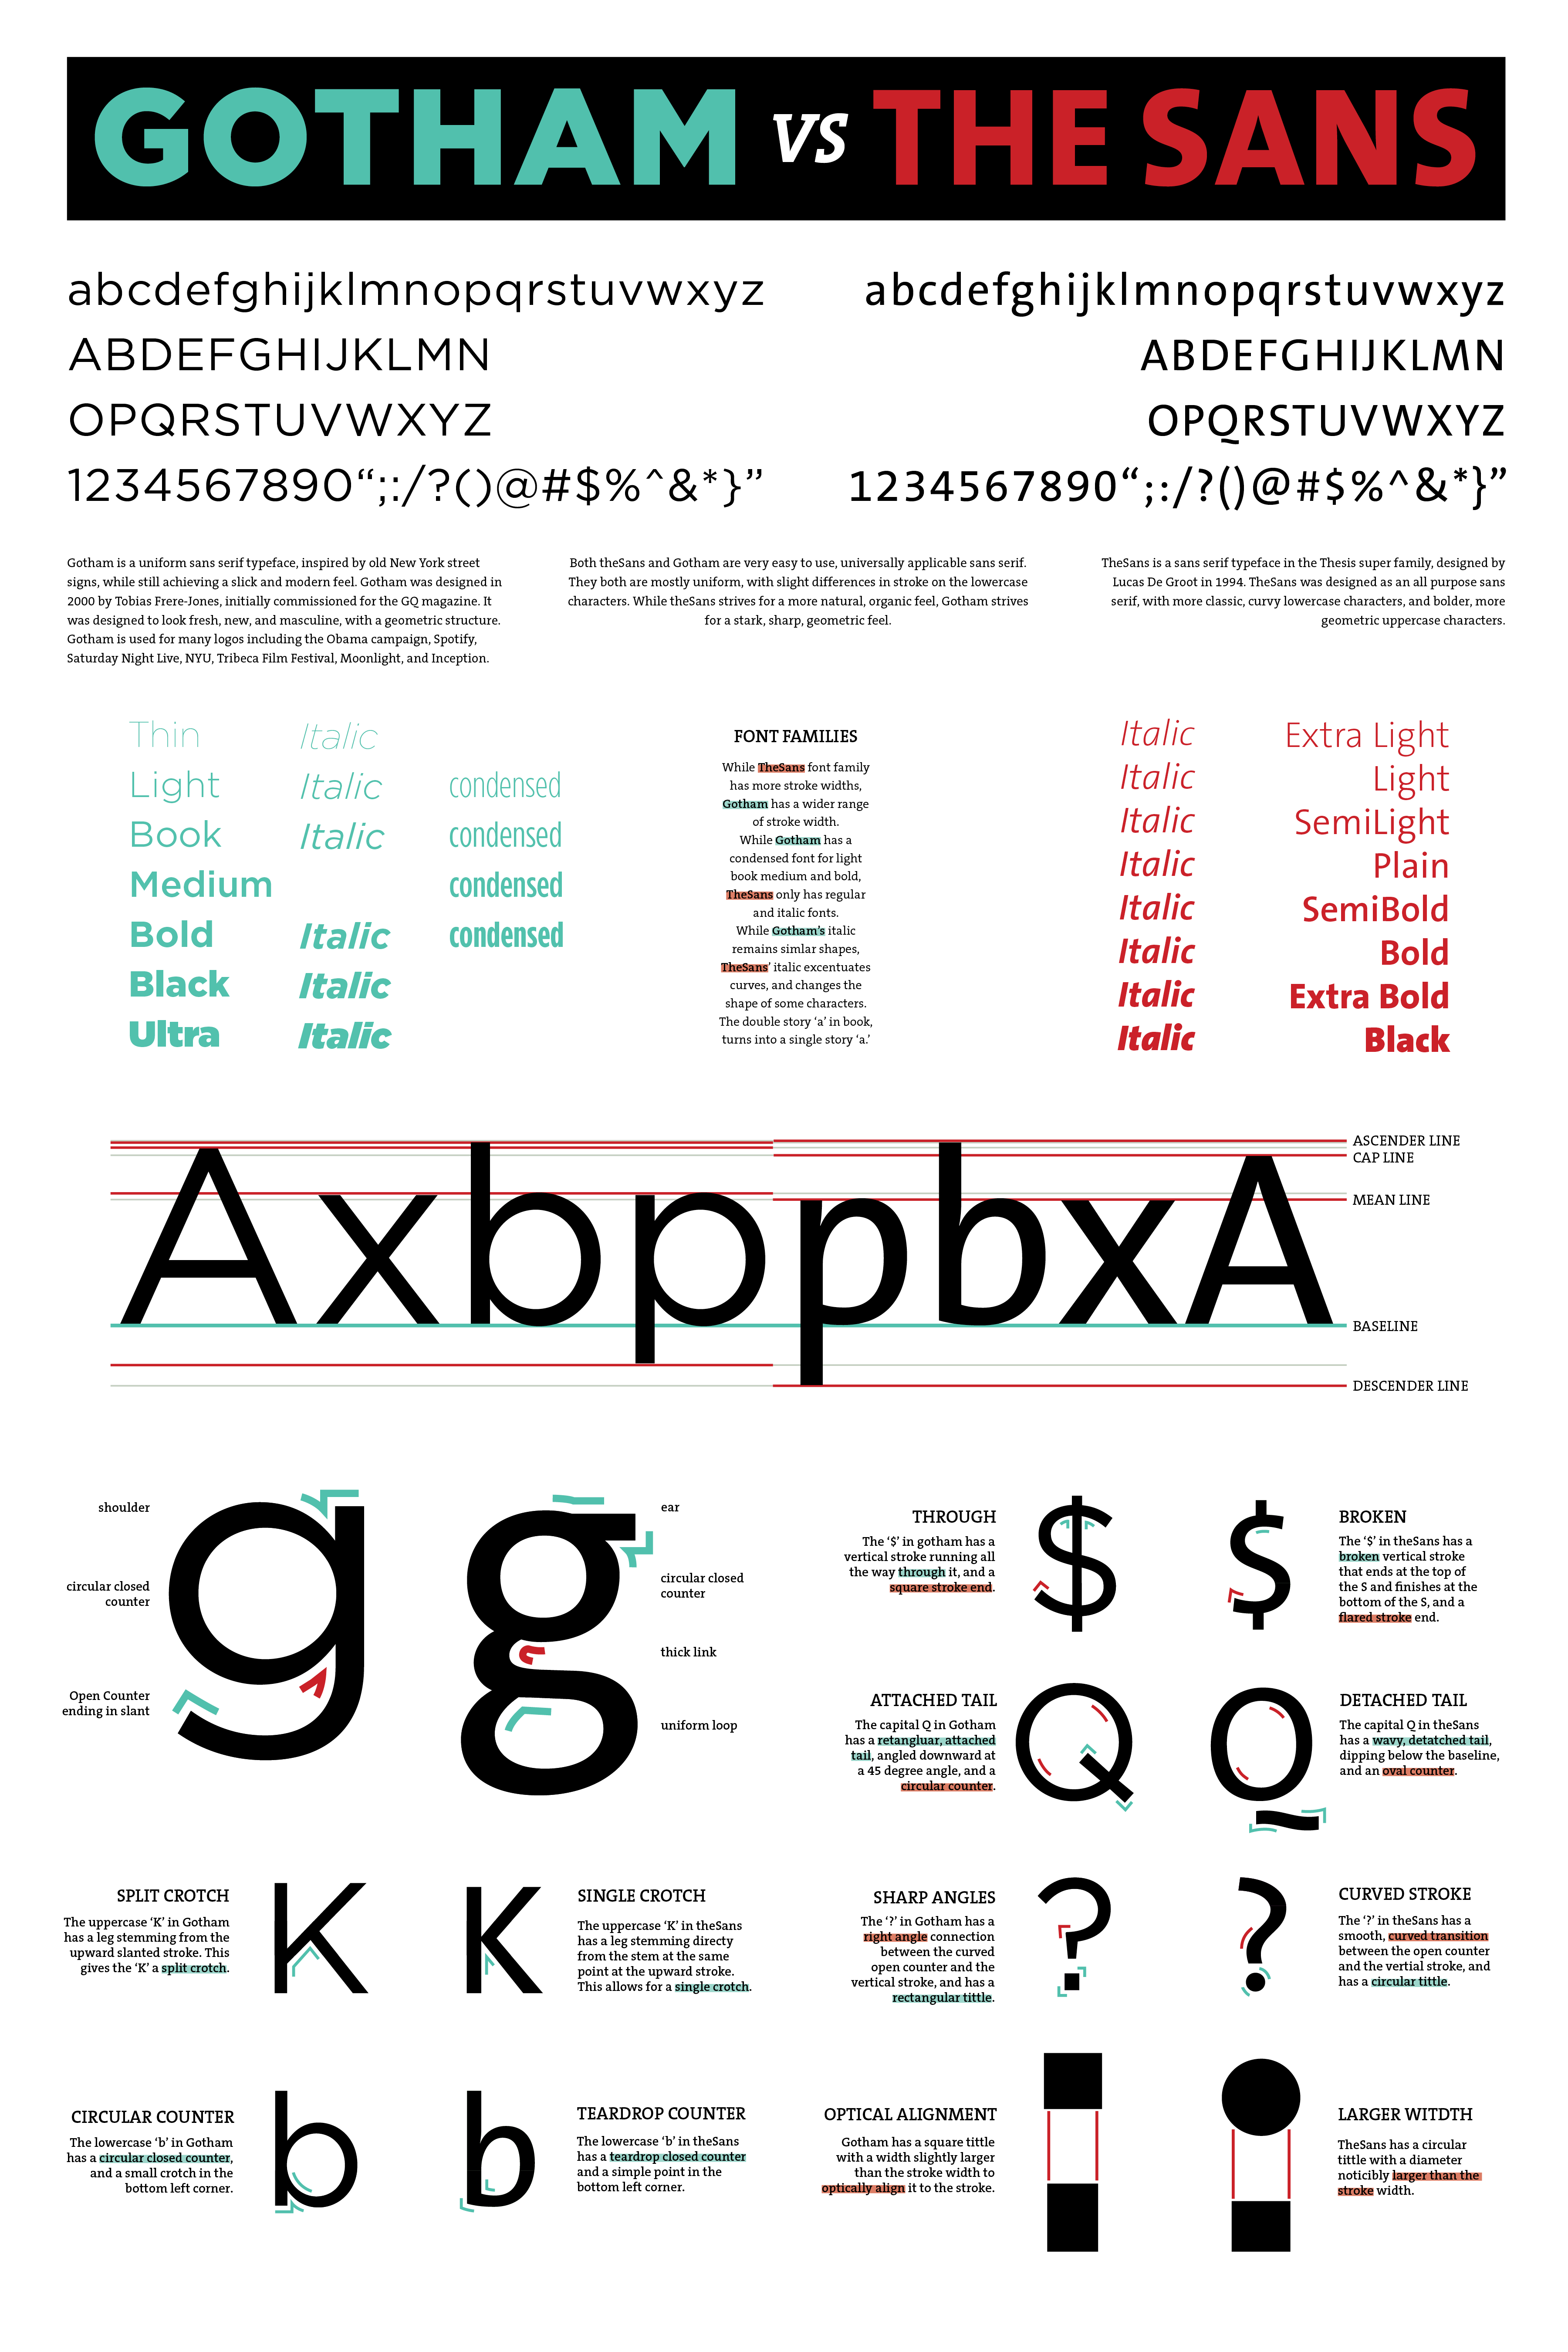 GOTHAM VS THE SANS
abcdefghijklmnopqrstuvwxyz
ABDEFGHIJKLMN
OPQRSTUVWXYZ
1234567890“;:/?()@#$%^&*}”
abcdefghijklmnopqrstuvwxyz
ABDEFGHIJKLMN
OPQRSTUVWXYZ
1234567890“;:/?()@#$%^&*}”
Gotham is a uniform sans serif typeface, inspired by old New York street
signs, while still achieving a slick and modern feel. Gotham was designed in
2000 by Tobias Frere-Jones, initially commissioned for the GQ magazine. It
was designed to look fresh, new, and masculine, with a geometric structure.
Gotham is used for many logos including the Obama campaign, Spotify,
Saturday Night Live, NYU, Tribeca Film Festival, Moonlight, and Inception.
Both theSans and Gotham are very easy to use, universally applicable sans serif.
They both are mostly uniform, with slight differences in stroke on the lowercase
characters. While theSans strives for a more natural, organic feel, Gotham strives
for a stark, sharp, geometric feel.
TheSans is a sans serif typeface in the Thesis super family, designed by
Lucas De Groot in 1994. TheSans was designed as an all purpose sans
serif, with more classic, curvy lowercase characters, and bolder, more
geometric uppercase characters.
Thin Italic
Light Italic condensed
Book Italic condensed
Medium condensed
Bold Italic condensed
Black Italic
Ultra Italic
FONT FAMILIES
While TheSans font family
has more stroke widths,
Gotham has a wider range
of stroke width.
While Gotham has a
condensed font for light
book medium and bold,
TheSans only has regular
and italic fonts.
While Gotham’s italic
remains simlar shapes,
TheSans’ italic excentuates
curves, and changes the
shape of some characters.
The double story ‘a’ in book,
turns into a single story ‘a.’
Italic Extra Light
Italic Light
Italic SemiLight
Italic Plain
Italic SemiBold
Italic Bold
Italic Extra Bold
Italic Black
AxbppbxA
ASCENDER LINE
CAP LINE
MEAN LINE
BASELINE
DESCENDER LINE
shoulder
circular closed
counter
Open Counter
ending in slant
g
g
ear
circular closed
counter
thick link
uniform loop
THROUGH
The ‘$’ in gotham has a
vertical stroke running all
the way through it, and a
square stroke end.
$
$
BROKEN
The ‘$’ in theSans has a
broken vertical stroke
that ends at the top of
the S and finishes at the
bottom of the S, and a
flared stroke end.
ATTACHED TAIL
The capital Q in Gotham
has a retangluar, attached
tail, angled downward at
a 45 degree angle, and a
circular counter.
Q
Q
DETACHED TAIL
The capital Q in theSans
has a wavy, detatched tail,
dipping below the baseline,
and an oval counter.
SPLIT CROTCH
The uppercase ‘K’ in Gotham
has a leg stemming from the
upward slanted stroke. This
gives the ‘K’ a split crotch.
K
K
SINGLE CROTCH
The uppercase ‘K’ in theSans
has a leg stemming directy
from the stem at the same
point at the upward stroke.
This allows for a single crotch.
SHARP ANGLES
The ‘?’ in Gotham has a
right angle connection
between the curved
open counter and the
vertical stroke, and has a
rectangular tittle.
?
?
CURVED STROKE
The ‘?’ in theSans has a
smooth, curved transition
between the open counter
and the vertial stroke, and
has a circular tittle.
CIRCULAR COUNTER
The lowercase ‘b’ in Gotham
has a circular closed counter,
and a small crotch in the
bottom left corner.
b
b
TEARDROP COUNTER
The lowercase ‘b’ in theSans
has a teardrop closed counter
and a simple point in the
bottom left corner.
OPTICAL ALIGNMENT
Gotham has a square tittle
with a width slightly larger
than the stroke width to
optically align it to the stroke.
LARGER WITDTH
TheSans has a circular
tittle with a diameter
noticibly larger than the
stroke width.